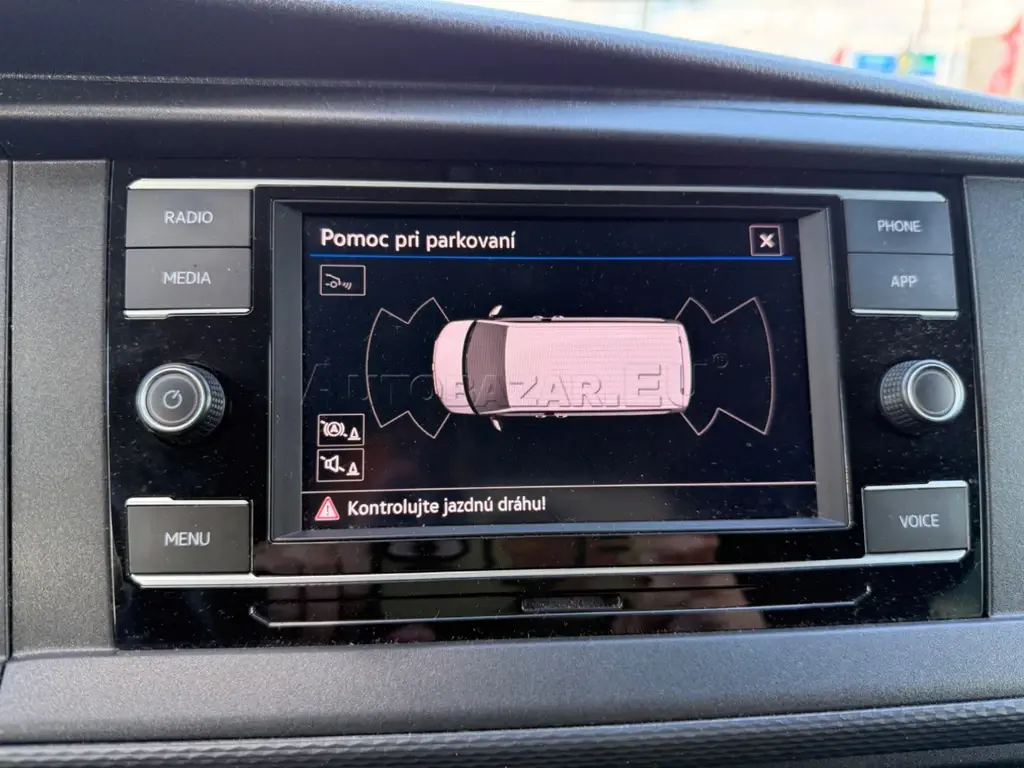 RADIO
MEDIA
MENU
Pomoc pri parkovaní
AUTOBAZAR.EU®
Kontrolujte jazdnú dráhu!
PHONE
APP
VOICE